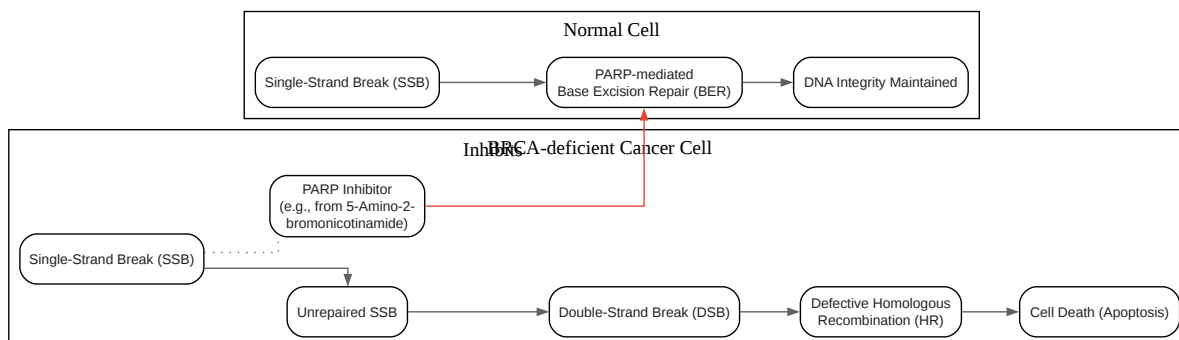 Normal Cell
Single-Strand Break (SSB)
PARP-mediated
Base Excision Repair (BER)
DNA Integrity Maintained
Inhibits
BRCA-deficient Cancer Cell
PARP Inhibitor
(e.g., from 5-Amino-2-
bromonicotinamide)
Single-Strand Break (SSB)
Unrepaired SSB
Double-Strand Break (DSB)
Defective Homologous
Recombination (HR)
Cell Death (Apoptosis)